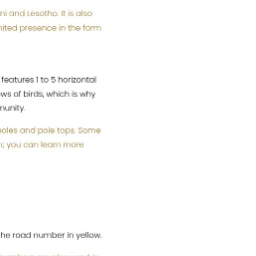 ni and Lesotho. It is also
nited presence in the form
features 1 to 5 horizontal
ws of birds, which is why
munity.
poles and pole tops. Some
you can learn more
he road number in yellow.